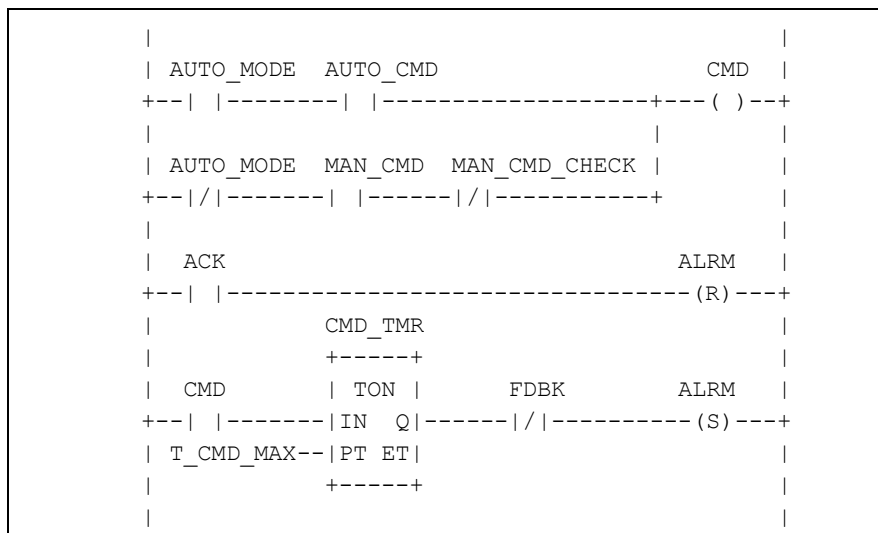 |                                            |
| AUTO_MODE  AUTO_CMD                   CMD  |
+--| |--------| |-------------------+---( )--+
|                                   |        |
| AUTO_MODE  MAN_CMD  MAN_CMD_CHECK |        |
+--|/|-------| |------|/|-----------+        |
|                                            |
|  ACK                                ALRM   |
+--| |---------------------------------(R)---+
|            CMD_TMR                         |
|            +-----+                         |
|  CMD       | TON |      FDBK       ALRM   |
+--| |-------|IN  Q|------|/|----------(S)---+
| T_CMD_MAX--|PT ET|                         |
|            +-----+                         |
|                                            |